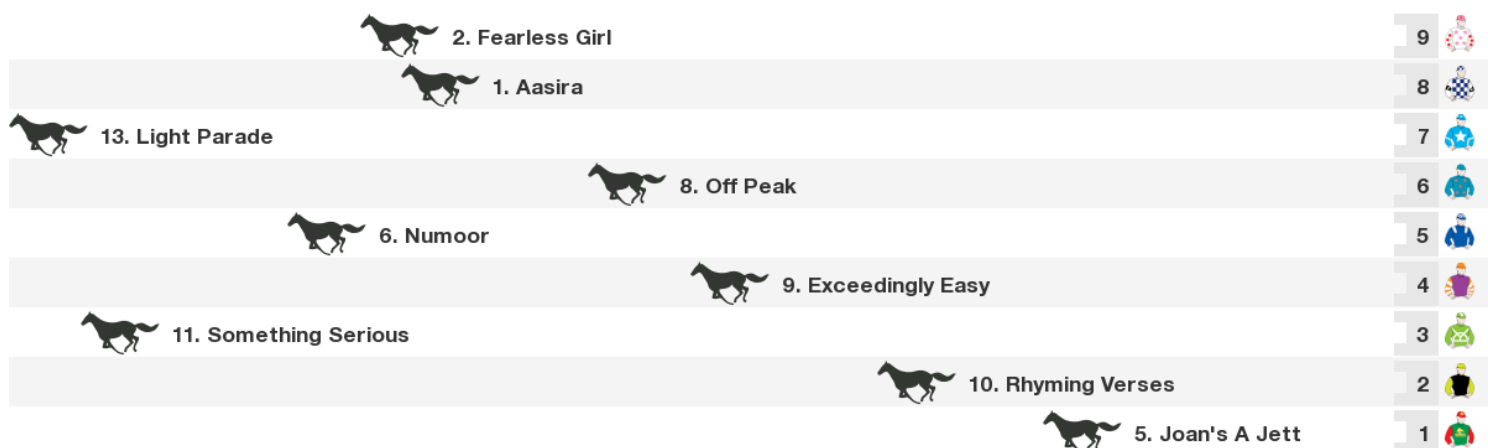 2. Fearless Girl 9
1. Aasira 8
13. Light Parade 7
8. Off Peak 6
6. Numoor 5
9. Exceedingly Easy 4
11. Something Serious 3
10. Rhyming Verses 2
5. Joan's A Jett 1